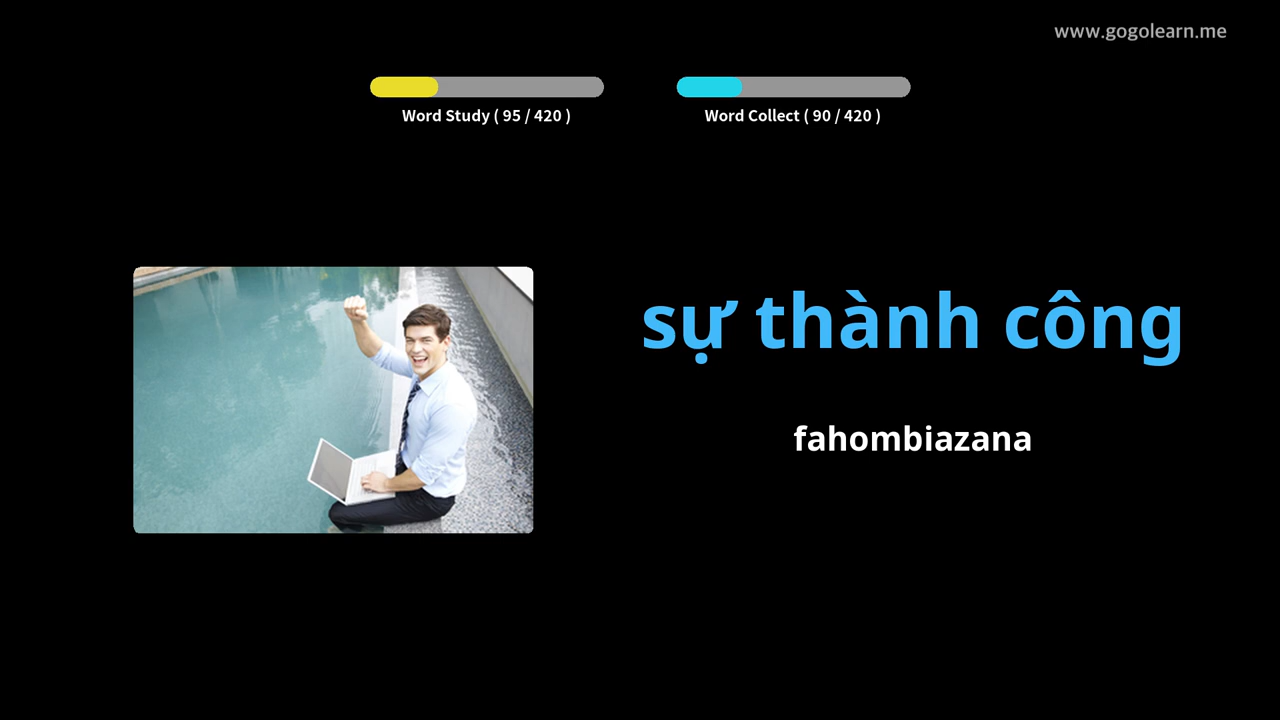 www.gogolearn.me
Word Study ( 95 / 420 )
Word Collect ( 90 / 420 )
sự thành công
fahombiazana